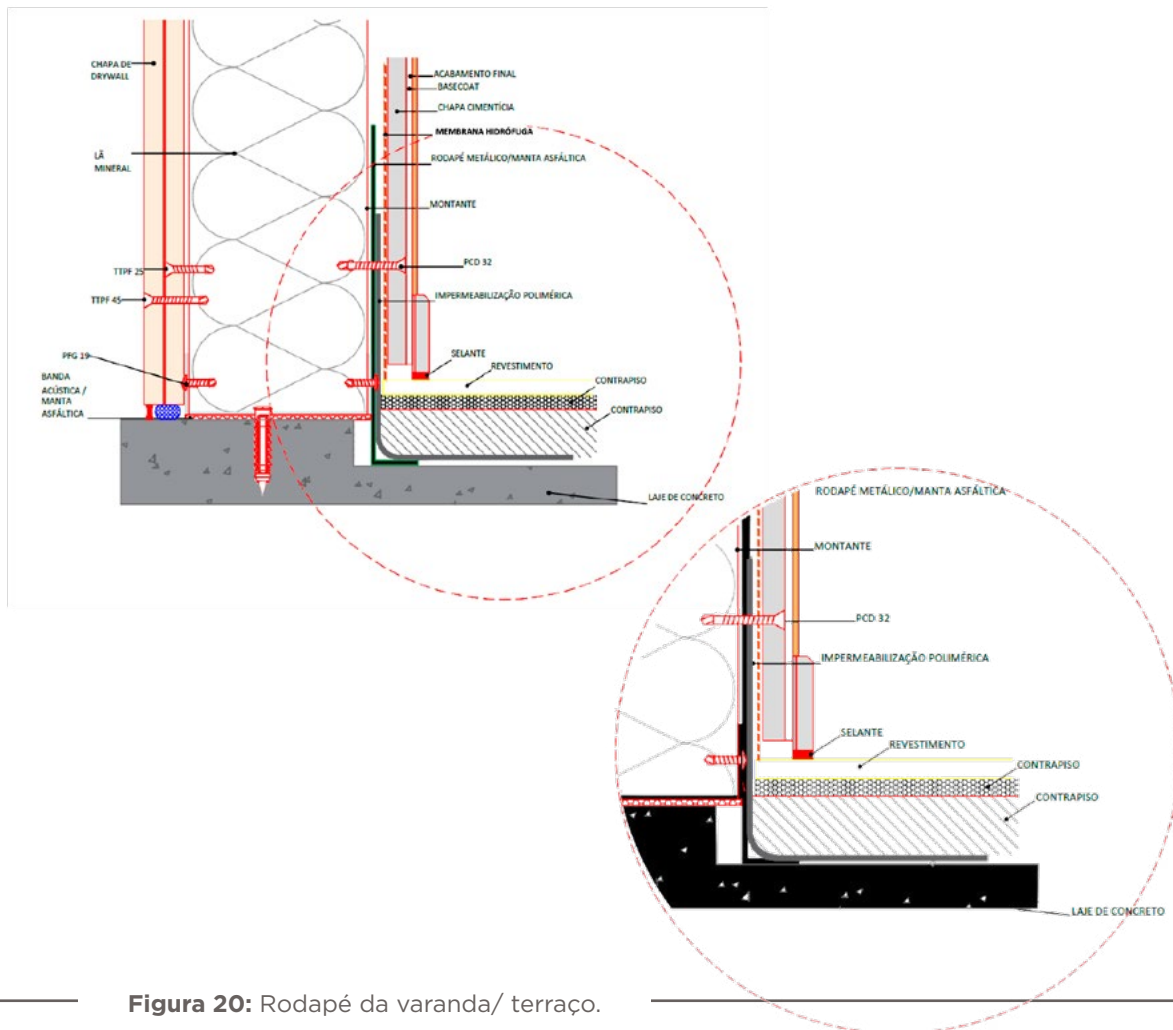 CHAPA DE
DRYWALL
LÃ
MINERAL
TTPF 25
TTPF 45
PFG 19
BANDA
ACÚSTICA /
MANTA
ASFÁLTICA
ACABAMENTO FINAL
BASECOAT
CHAPA CIMENTÍCIA
MEMBRANA HIDRÓFUGA
RODAPÉ METÁLICO/MANTA ASFÁLTICA
MONTANTE
PCD 32
IMPERMEABILIZAÇÃO POLIMÉRICA
SELANTE
REVESTIMENTO
CONTRAPISO
CONTRAPISO
LAJE DE CONCRETO
RODAPÉ METÁLICO/MANTA ASFÁLTICA
MONTANTE
PCD 32
IMPERMEABILIZAÇÃO POLIMÉRICA
SELANTE
REVESTIMENTO
CONTRAPISO
CONTRAPISO
LAJE DE CONCRETO
Figura 20: Rodapé da varanda/ terraço.